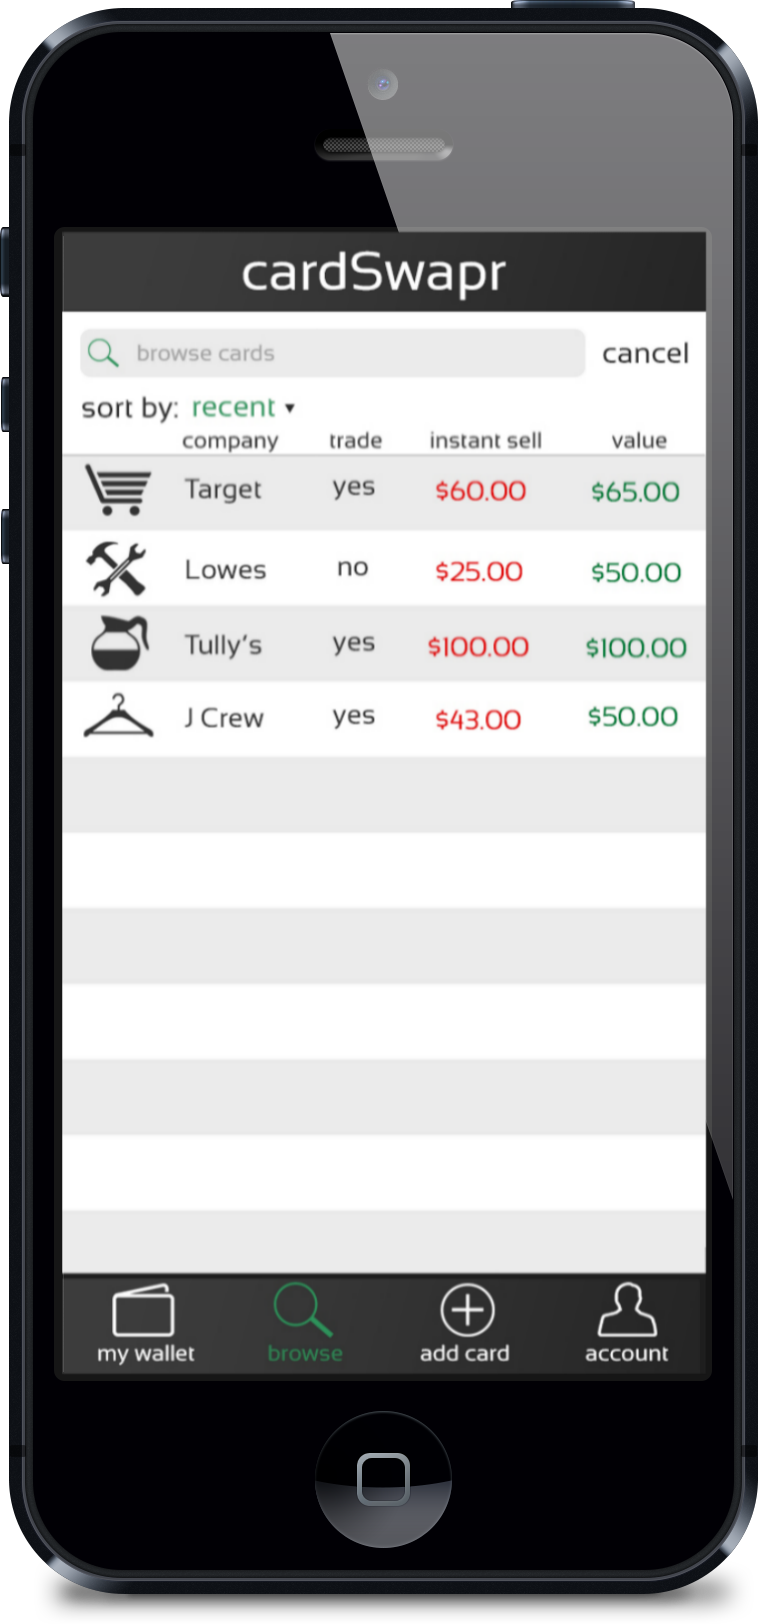 cardSwapr
browse cards cancel
sort by: recent ▾
company trade instant sell value
Target yes $60.00 $65.00
Lowes no $25.00 $50.00
Tully's yes $100.00 $100.00
J Crew yes $43.00 $50.00
my wallet browse add card account